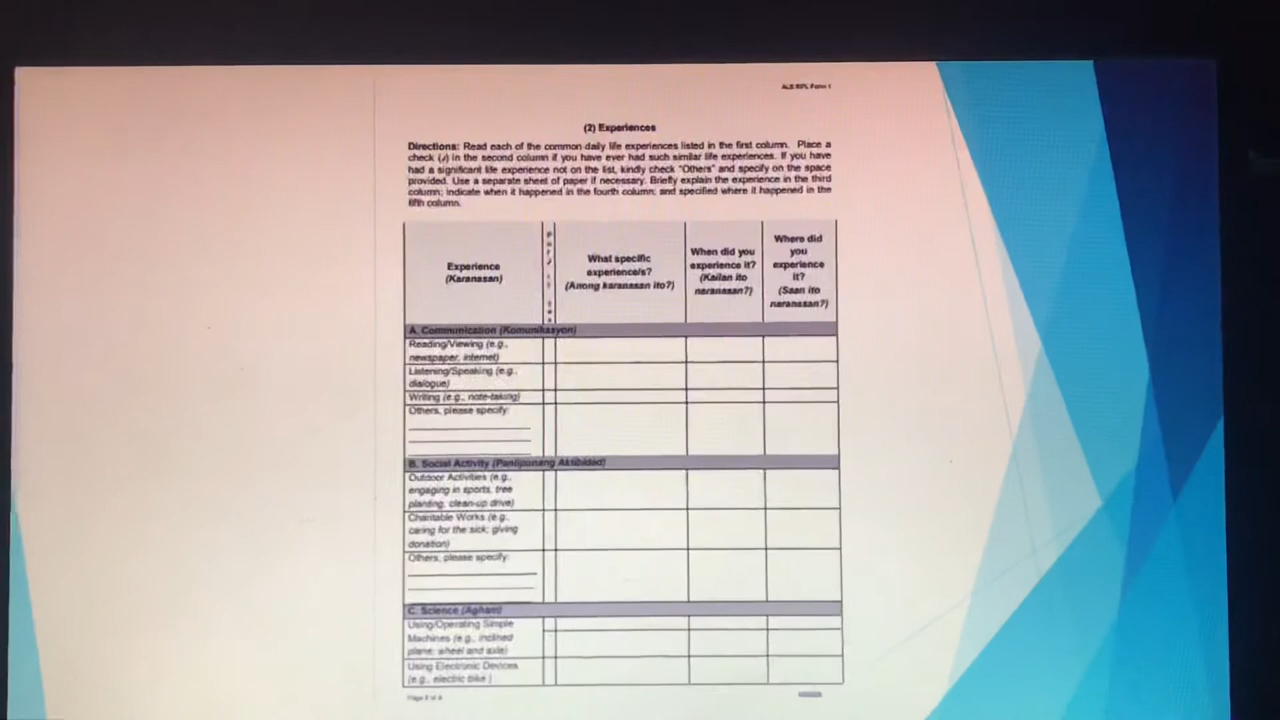 ALS RPL Form 1
(2) Experiences
Directions: Read each of the common daily life experiences listed in the first column. Place a
check (✓) in the second column if you have ever had such similar life experiences. If you have
had a significant life experience not on the list, kindly check "Others" and specify on the space
provided. Use a separate sheet of paper if necessary. Briefly explain the experience in the third
column; indicate when it happened in the fourth column; and specified where it happened in the
fifth column.
Experience
(Karanasan)
What specific
experience/s?
(Anong karanasan ito?)
When did you
experience it?
(Kailan ito
naranasan?)
Where did
you
experience
it?
(Saan ito
naranasan?)
A. Communication (Komunikasyon)
Reading/Viewing (e.g.,
newspaper, internet)
Listening/Speaking (e.g.,
dialogue)
Writing (e.g., note-taking)
Others, please specify:
B. Social Activity (Panlipunang Aktibidad)
Outdoor Activities (e.g.,
engaging in sports, tree
planting, clean-up drive)
Charitable Works (e.g.
caring for the sick; giving
donation)
Others, please specify:
C. Science (Agham)
Using/Operating Simple
Machines (e.g., inclined
plane; wheel and axle)
Using Electronic Devices
(e.g., electric bike )